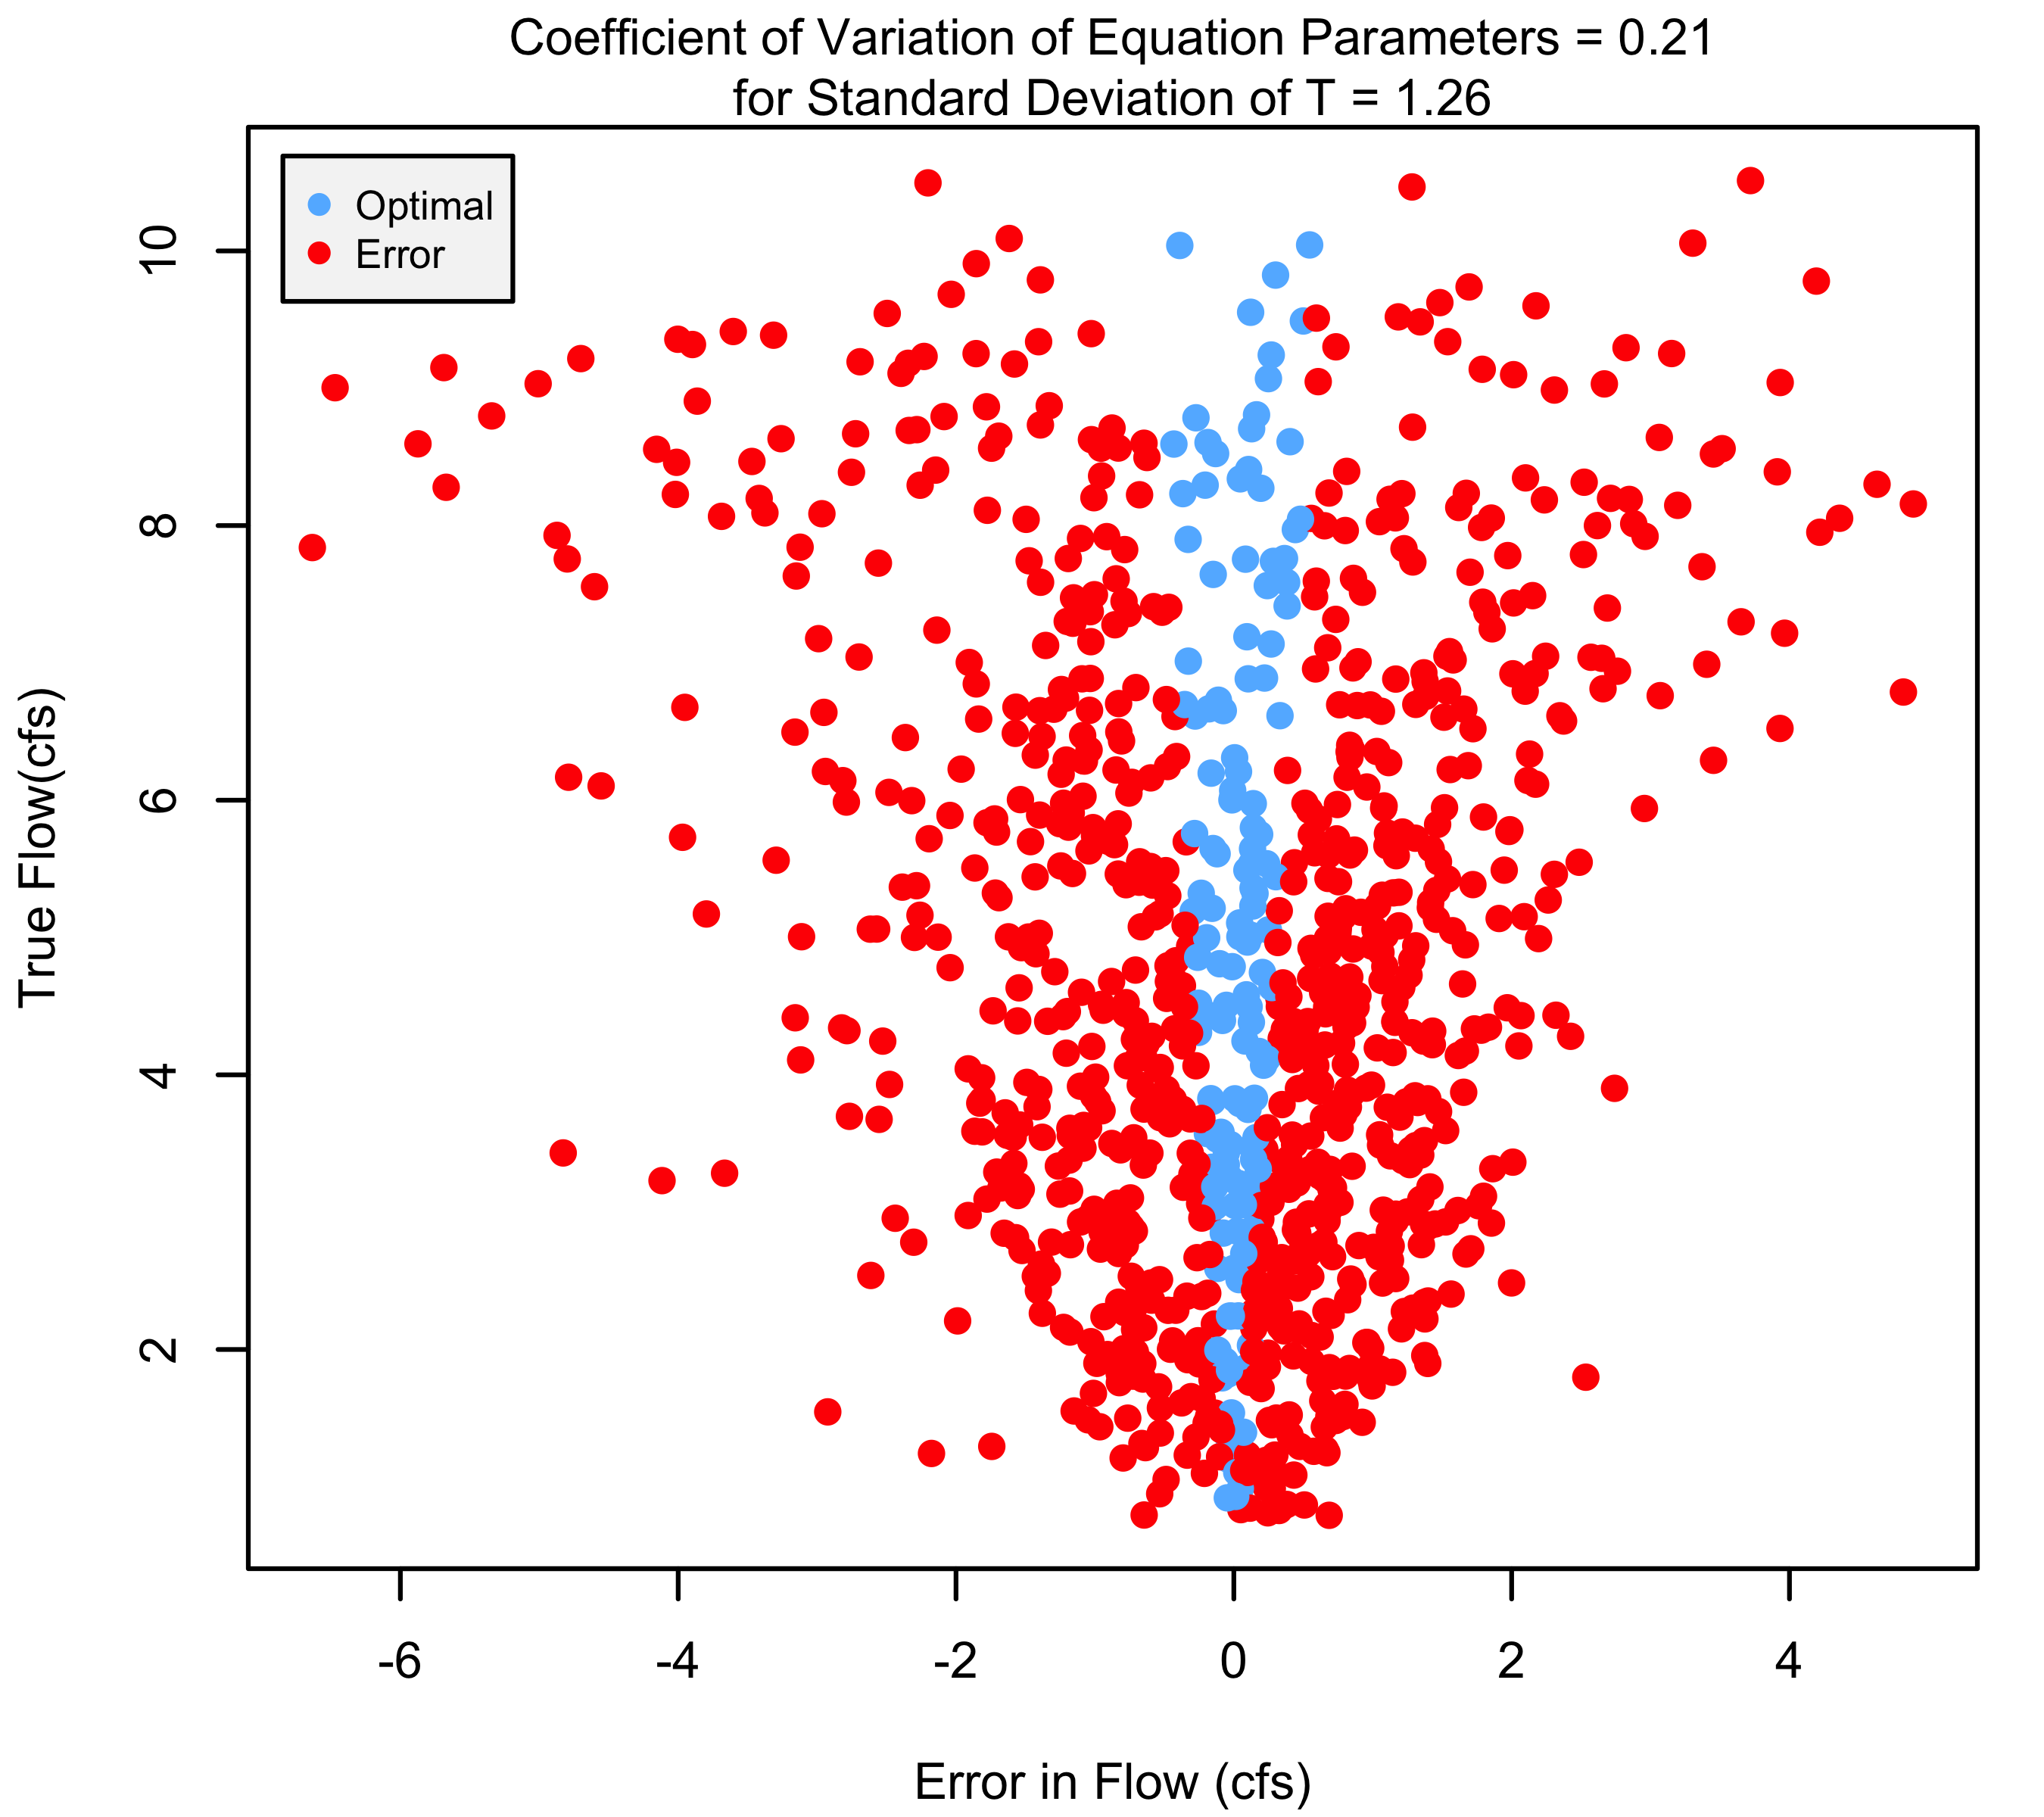 Coefficient of Variation of Equation Parameters = 0.21
for Standard Deviation of T = 1.26
Optimal
Error
True Flow(cfs)
10
8
6
4
2
-6 -4 -2 0 2 4
Error in Flow (cfs)